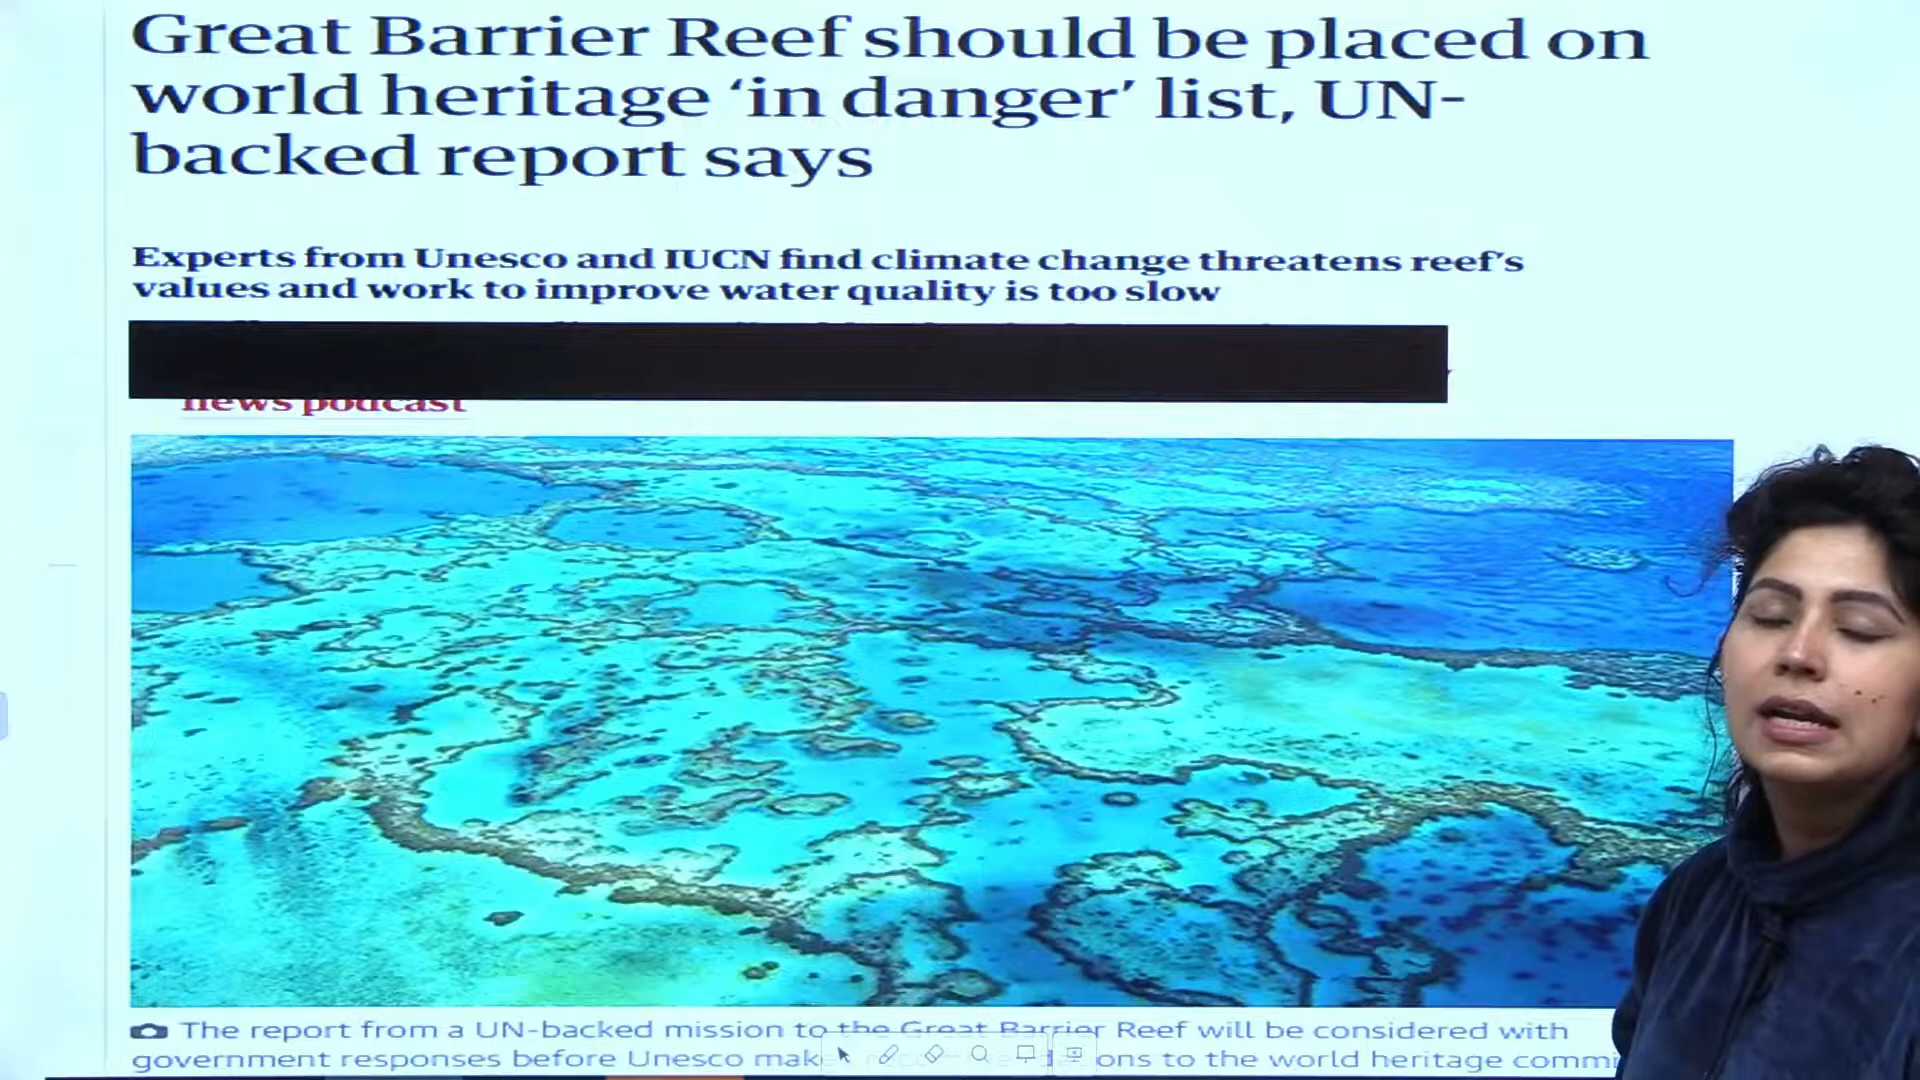 Great Barrier Reef should be placed on
world heritage ‘in danger’ list, UN-
backed report says
Experts from Unesco and IUCN find climate change threatens reef's
values and work to improve water quality is too slow
news podcast
The report from a UN-backed mission to the Great Barrier Reef will be considered with
government responses before Unesco to the world heritage